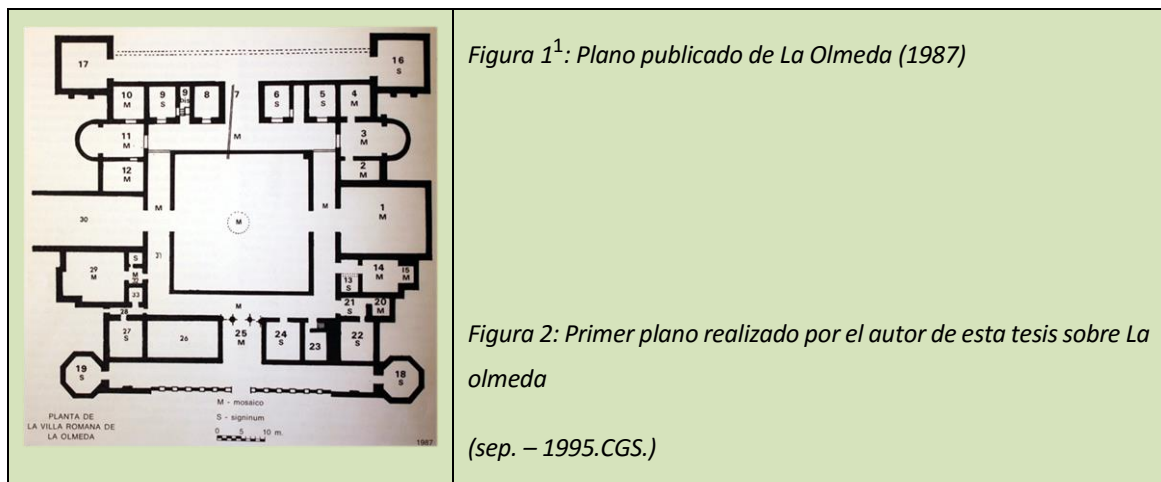 17
16
S
10
M
9
S
9
bis
8
7
6
S
5
S
4
M
11
M
M
3
M
12
M
2
M
M
M
1
M
30
M
31
S
29
M
M
33
13
S
14
M
15
M
28
M
21
S
20
M
27
S
26
25
M
24
S
23
22
S
19
S
18
S
M - mosaico
S - signinum
0 5 10 m.
PLANTA DE
LA VILLA ROMANA DE
LA OLMEDA
1987
Figura 1¹: Plano publicado de La Olmeda (1987)
Figura 2: Primer plano realizado por el autor de esta tesis sobre La
olmeda
(sep. – 1995.CGS.)